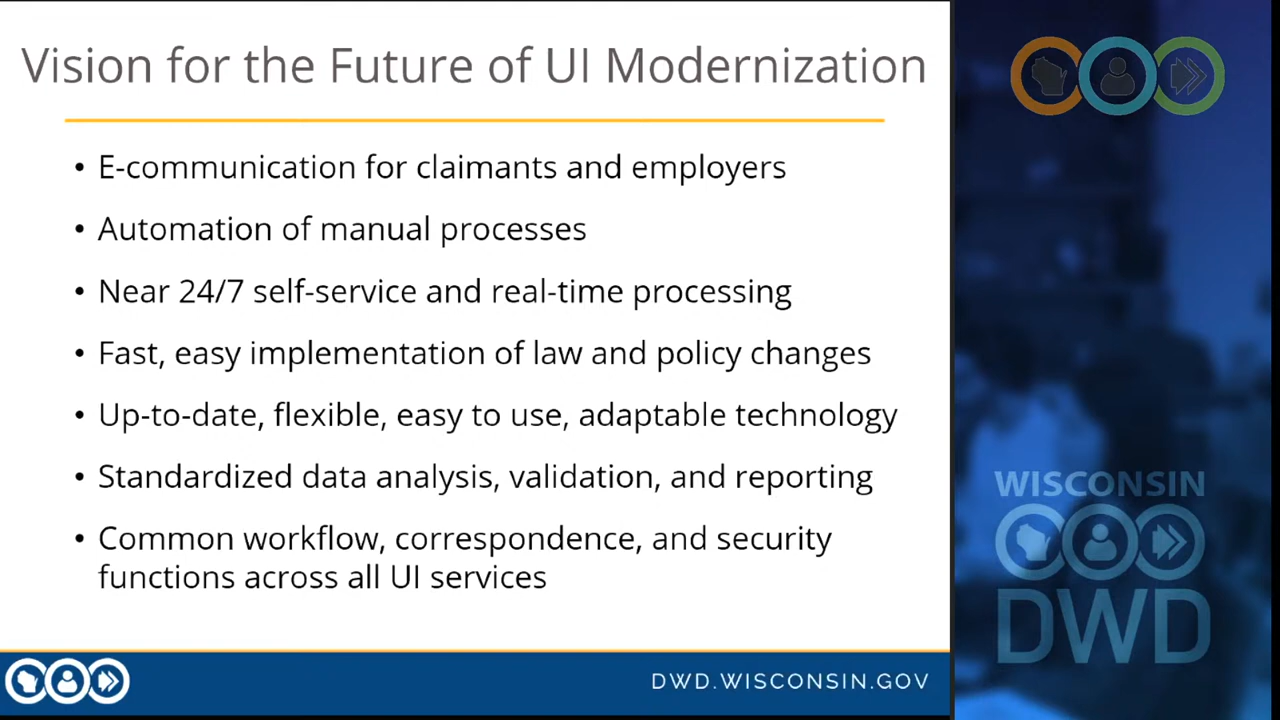 Vision for the Future of UI Modernization
• E-communication for claimants and employers
• Automation of manual processes
• Near 24/7 self-service and real-time processing
• Fast, easy implementation of law and policy changes
• Up-to-date, flexible, easy to use, adaptable technology
• Standardized data analysis, validation, and reporting
• Common workflow, correspondence, and security
functions across all UI services
DWD.WISCONSIN.GOV
WISCONSIN
DWD